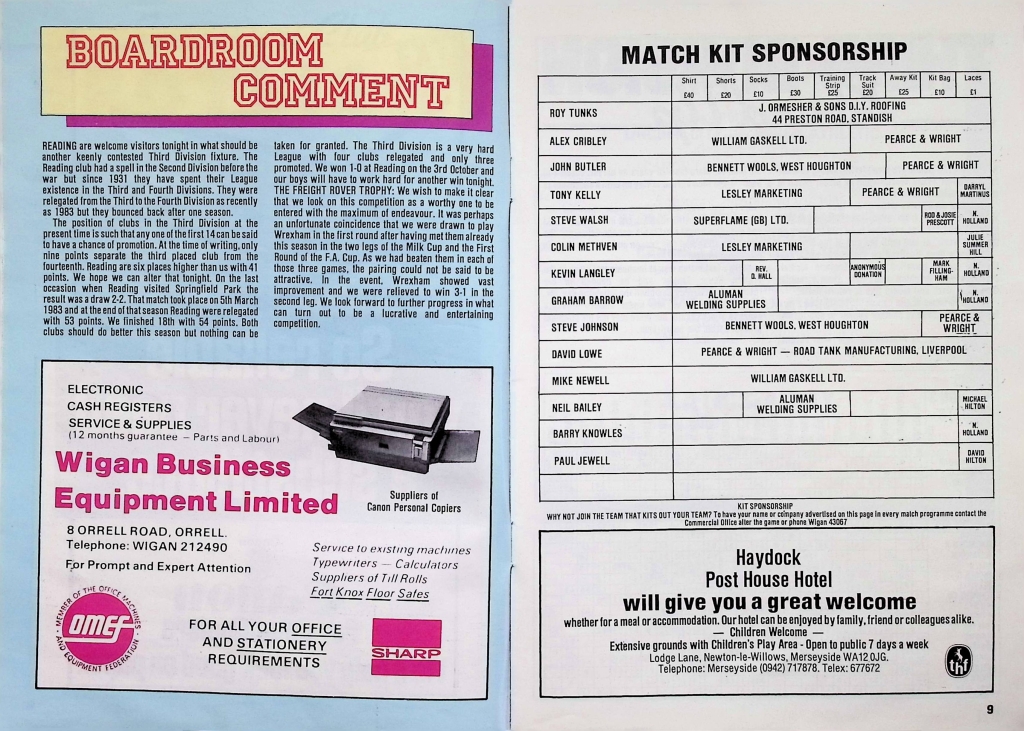 BOARDROOM
COMMENT
READING are welcome visitors tonight in what should be
another keenly contested Third Division fixture. The
Reading club had a spell in the Second Division before the
war but since 1931 they have spent their League
existence in the Third and Fourth Divisions. They were
relegated from the Third to the Fourth Division as recently
as 1983 but they bounced back after one season.
The position of clubs in the Third Division at the
present time is such that any one of the first 14 can be said
to have a chance of promotion. At the time of writing, only
nine points separate the third placed club from the
fourteenth. Reading are six places higher than us with 41
points. We hope we can alter that tonight. On the last
occasion when Reading visited Springfield Park the
result was a draw 2-2. That match took place on 5th March
1983 and at the end of that season Reading were relegated
with 53 points. We finished 18th with 54 points. Both
clubs should do better this season but nothing can be
taken for granted. The Third Division is a very hard
League with four clubs relegated and only three
promoted. We won 1-0 at Reading on the 3rd October and
our boys will have to work hard for another win tonight.
THE FREIGHT ROVER TROPHY: We wish to make it clear
that we look on this competition as a worthy one to be
entered with the maximum of endeavour. It was perhaps
an unfortunate coincidence that we were drawn to play
Wrexham in the first round after having met them already
this season in the two legs of the Milk Cup and the First
Round of the F.A. Cup. As we had beaten them in each of
those three games, the pairing could not be said to be
attractive. In the event, Wrexham showed vast
improvement and we were relieved to win 3-1 in the
second leg. We look forward to further progress in what
can turn out to be a lucrative and entertaining
competition.
ELECTRONIC
CASH REGISTERS
SERVICE & SUPPLIES
(12 months guarantee — Parts and Labour)
Wigan Business
Equipment Limited
Suppliers of
Canon Personal Copiers
8 ORRELL ROAD, ORRELL.
Telephone: WIGAN 212490
For Prompt and Expert Attention
Service to existing machines
Typewriters — Calculators
Suppliers of Till Rolls
Fort Knox Floor Safes
MEMBER OF THE OFFICE MACHINES
omef
AND EQUIPMENT FEDERATION
FOR ALL YOUR OFFICE
AND STATIONERY
REQUIREMENTS
SHARP
MATCH KIT SPONSORSHIP
Shirt Shorts Socks Boots Training Strip Track Suit Away Kit Kit Bag Laces
£40 £20 £10 £30 £25 £20 £25 £10 £1
ROY TUNKS J. ORMESHER & SONS D.I.Y. ROOFING
44 PRESTON ROAD, STANDISH
ALEX CRIBLEY WILLIAM GASKELL LTD. PEARCE & WRIGHT
JOHN BUTLER BENNETT WOOLS, WEST HOUGHTON PEARCE & WRIGHT
TONY KELLY LESLEY MARKETING PEARCE & WRIGHT DARRYL MARTINUS
STEVE WALSH SUPERFLAME (GB) LTD. ROD & JOSIE PRESCOTT N. HOLLAND
COLIN METHVEN LESLEY MARKETING JULIE SUMMER HILL
KEVIN LANGLEY REV. D. HALL ANONYMOUS DONATION MARK FILLING-HAM N. HOLLAND
GRAHAM BARROW ALUMAN WELDING SUPPLIES N. HOLLAND
STEVE JOHNSON BENNETT WOOLS, WEST HOUGHTON PEARCE & WRIGHT
DAVID LOWE PEARCE & WRIGHT — ROAD TANK MANUFACTURING, LIVERPOOL
MIKE NEWELL WILLIAM GASKELL LTD.
NEIL BAILEY ALUMAN WELDING SUPPLIES MICHAEL HILTON
BARRY KNOWLES N. HOLLAND
PAUL JEWELL DAVID HILTON
KIT SPONSORSHIP
WHY NOT JOIN THE TEAM THAT KITS OUT YOUR TEAM? To have your name or company advertised on this page in every match programme contact the
Commercial Office after the game or phone Wigan 43067
Haydock
Post House Hotel
will give you a great welcome
whether for a meal or accommodation. Our hotel can be enjoyed by family, friend or colleagues alike.
— Children Welcome —
Extensive grounds with Children's Play Area - Open to public 7 days a week
Lodge Lane, Newton-le-Willows, Merseyside WA12 0JG.
Telephone: Merseyside (0942) 717878. Telex: 677672
thf
9